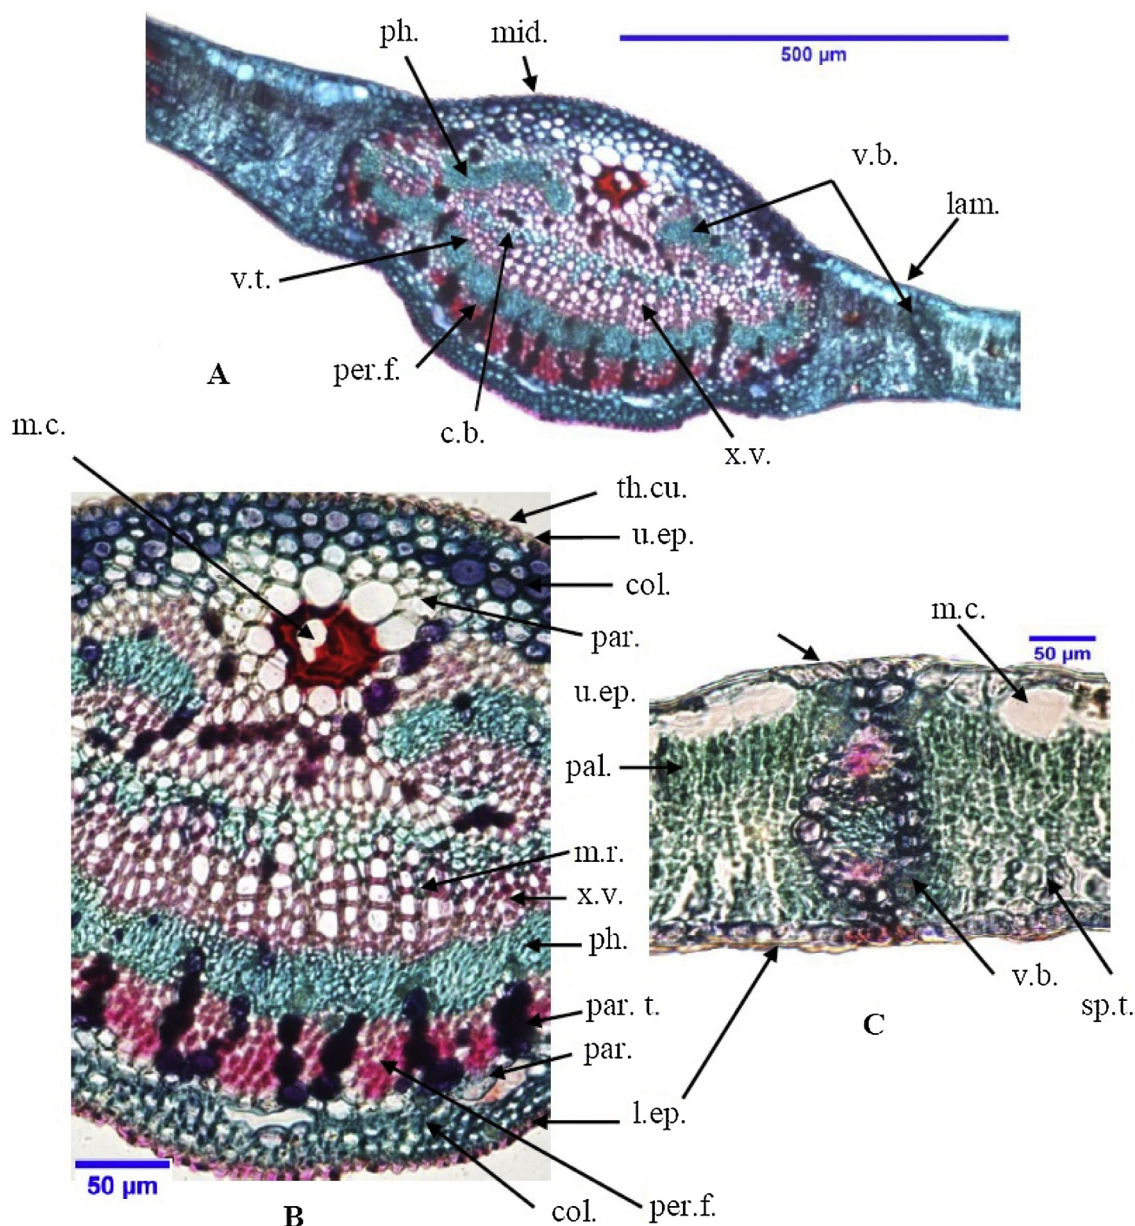 ph.
mid.
500 µm
v.b.
lam.
v.t.
per.f.
A
c.b.
x.v.
m.c.
th.cu.
u.ep.
col.
par.
m.c.
50 µm
u.ep.
pal.
m.r.
x.v.
ph.
v.b.
sp.t.
par. t.
C
par.
l.ep.
50 µm
col.
per.f.
B